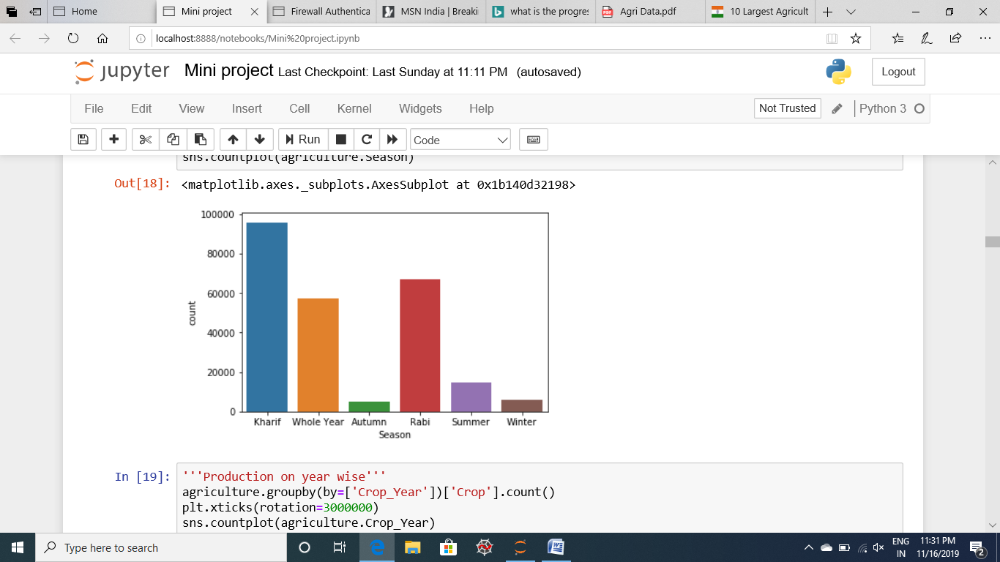 Home
Mini project
Firewall Authentica
MSN India | Breaki
what is the progres
Agri Data.pdf
10 Largest Agricult
localhost:8888/notebooks/Mini%20project.ipynb
jupyter Mini project Last Checkpoint: Last Sunday at 11:11 PM (autosaved)
Logout
File Edit View Insert Cell Kernel Widgets Help
Not Trusted
Python 3
Run
Code
sns.countplot(agriculture.Season)
Out[18]: <matplotlib.axes._subplots.AxesSubplot at 0x1b140d32198>
100000
80000
60000
40000
20000
0
count
Kharif Whole Year Autumn Rabi Summer Winter
Season
In [19]: '''Production on year wise'''
agriculture.groupby(by=['Crop_Year'])['Crop'].count()
plt.xticks(rotation=3000000)
sns.countplot(agriculture.Crop_Year)
Type here to search
ENG
IN
11:31 PM
11/16/2019
2